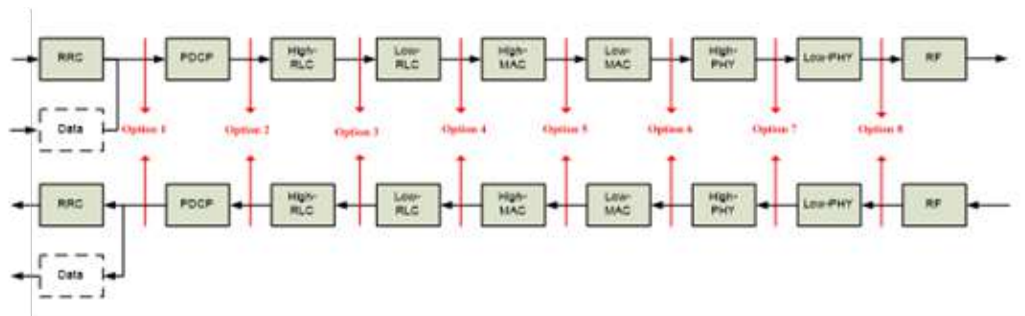 RRC
PDCP
High-
RLC
Low-
RLC
High-
MAC
Low-
MAC
High-
PHY
Low-PHY
RF
Data
Option 1
Option 2
Option 3
Option 4
Option 5
Option 6
Option 7
Option 8
RRC
PDCP
High-
RLC
Low-
RLC
High-
MAC
Low-
MAC
High-
PHY
Low-PHY
RF
Data